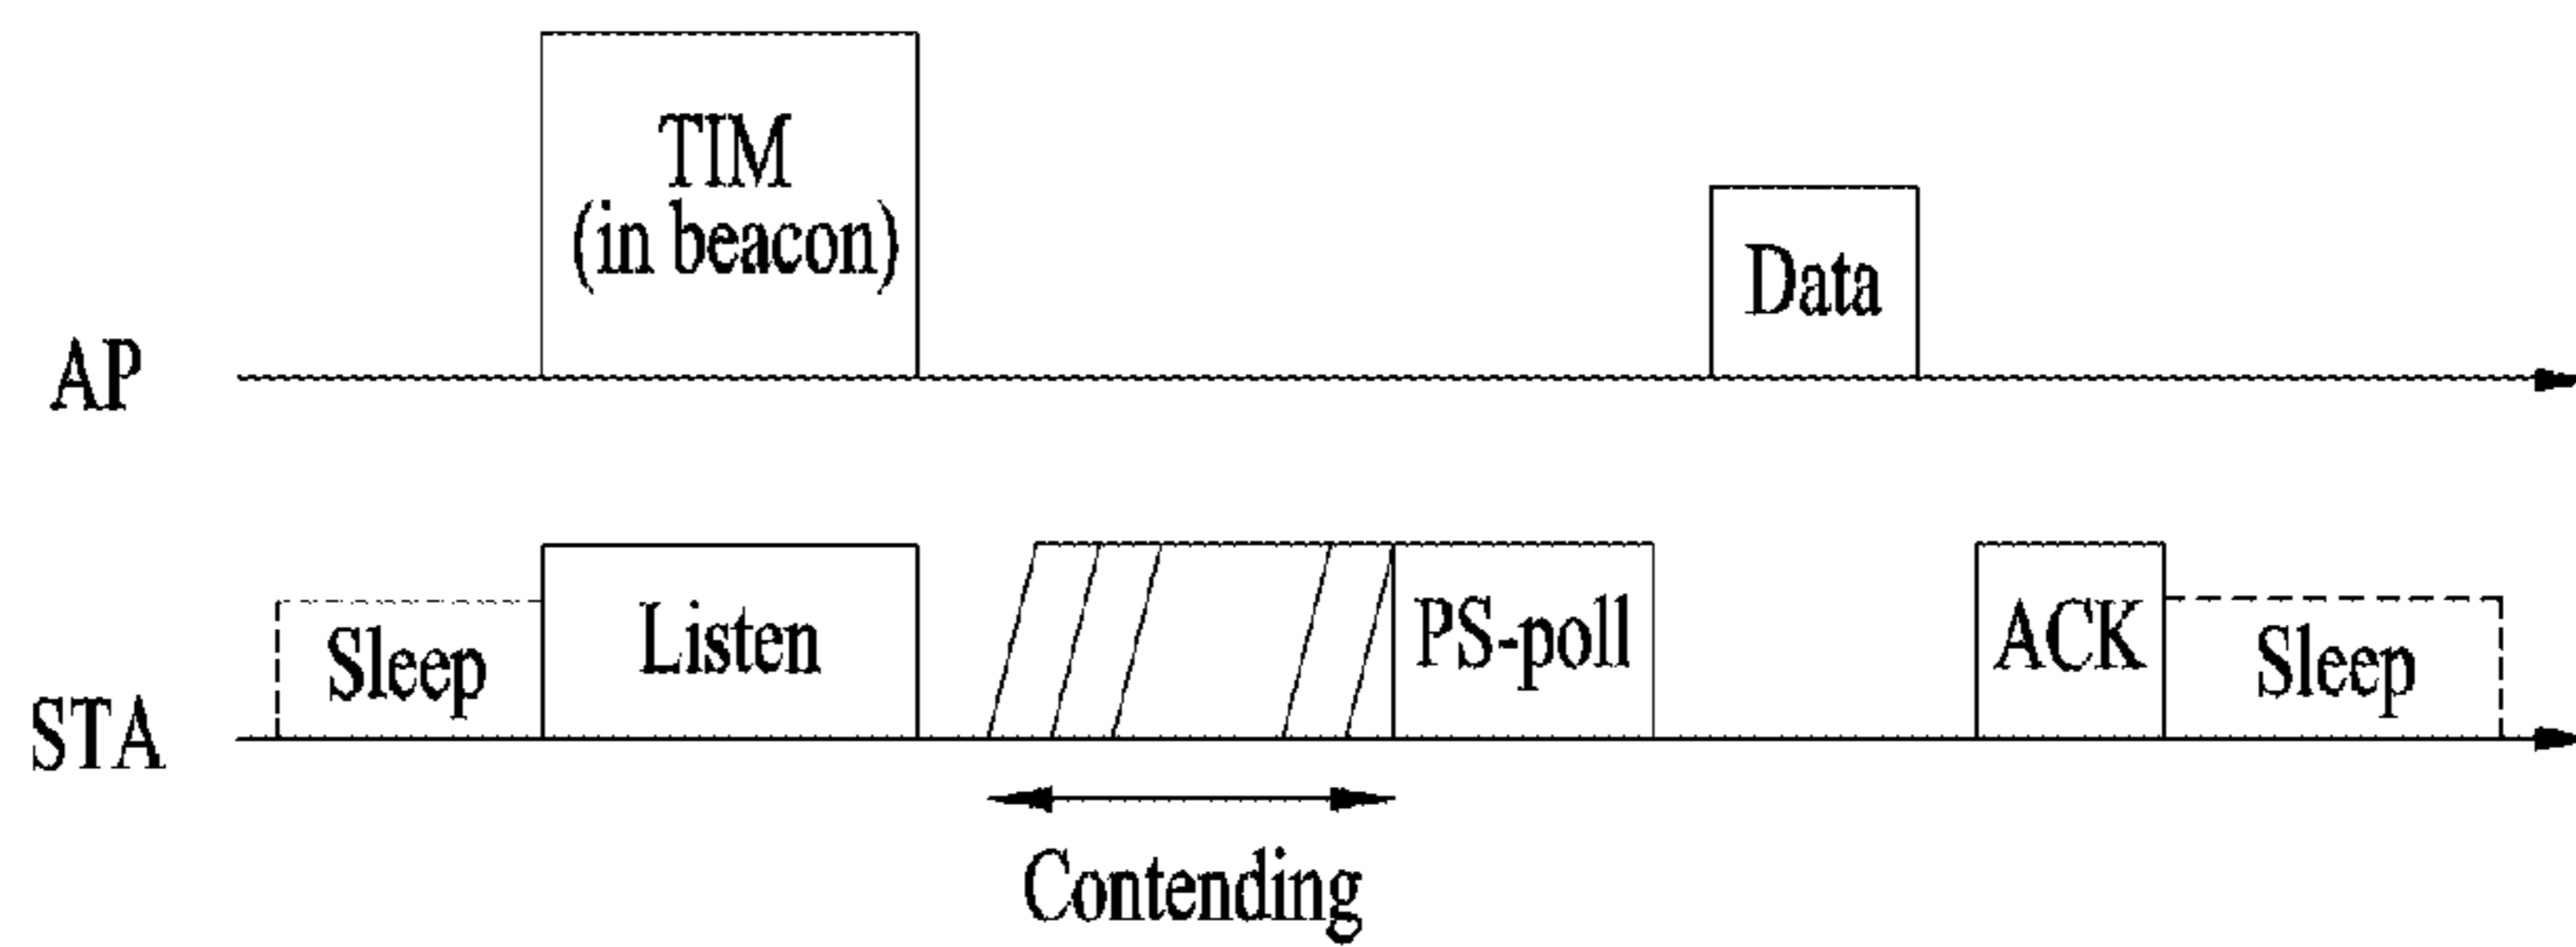 TIM
(in beacon)
Data
AP
Sleep
Listen
PS-poll
ACK
Sleep
STA
Contending